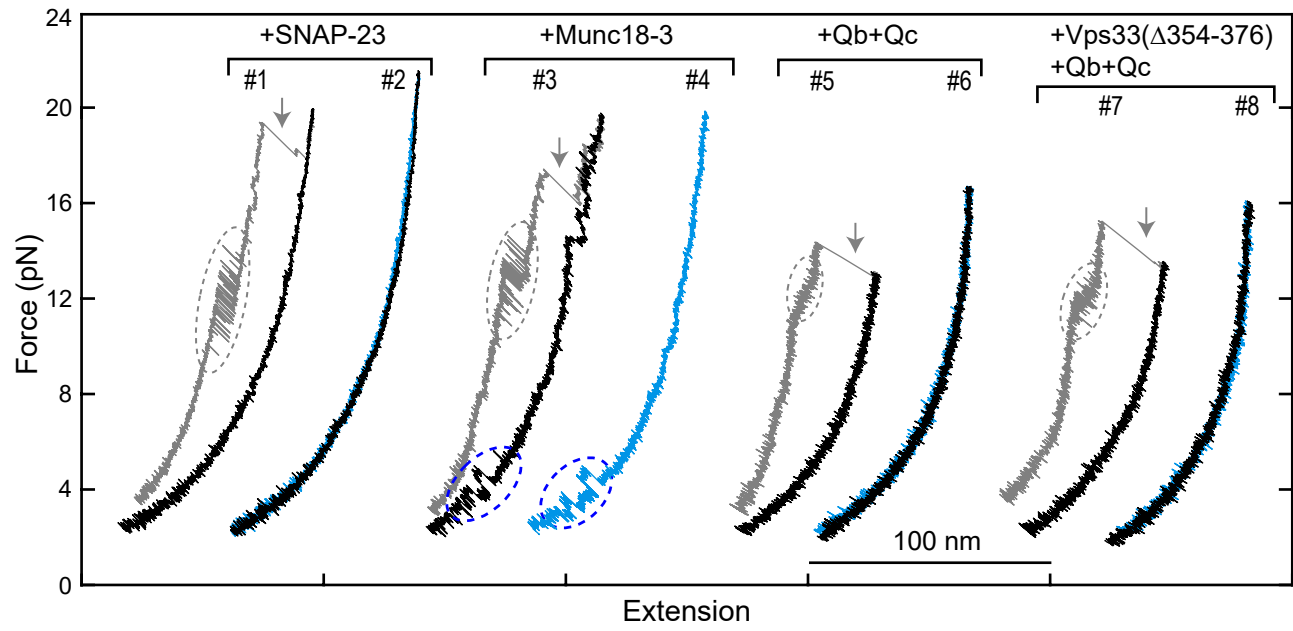 24
20
16
12
8
4
0
Force (pN)
+SNAP-23
#1
#2
+Munc18-3
#3
#4
+Qb+Qc
#5
#6
+Vps33(Δ354-376)
+Qb+Qc
#7
#8
100 nm
Extension